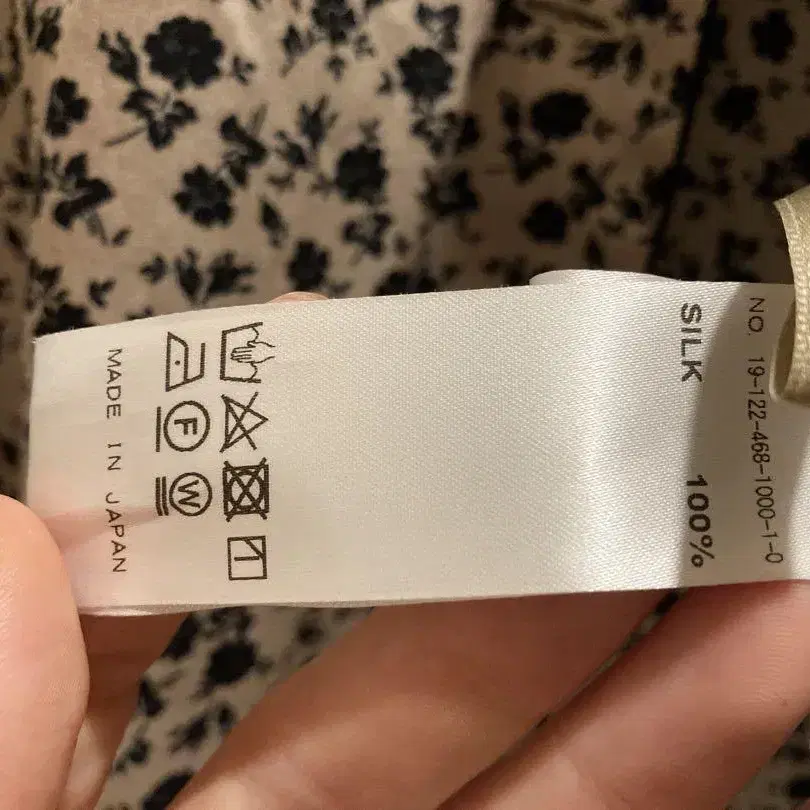 NO. 19-122-468-1000-1-0
SILK 100%
F
W
MADE IN JAPAN